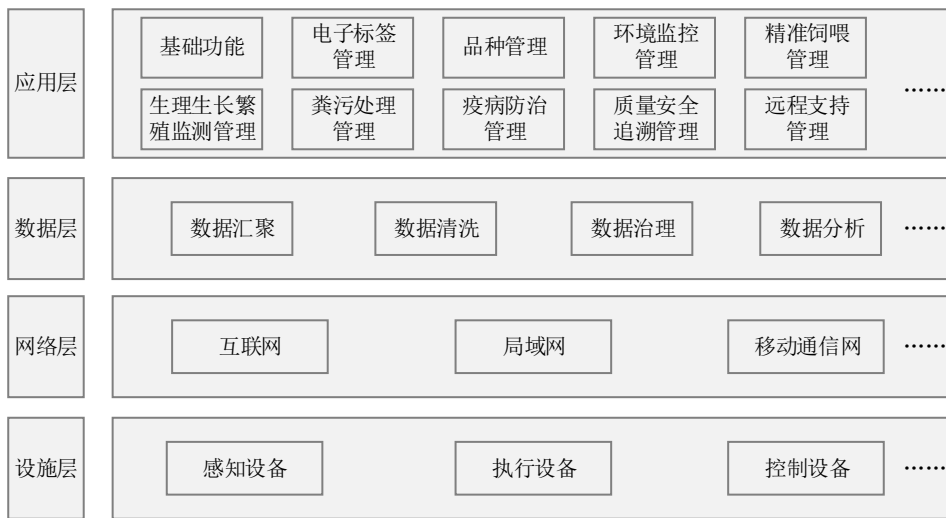 应用层
基础功能
电子标签
管理
品种管理
环境监控
管理
精准饲喂
管理
生理生长繁
殖监测管理
粪污处理
管理
疫病防治
管理
质量安全
追溯管理
远程支持
管理
……
数据层
数据汇聚
数据清洗
数据治理
数据分析
……
网络层
互联网
局域网
移动通信网
……
设施层
感知设备
执行设备
控制设备
……